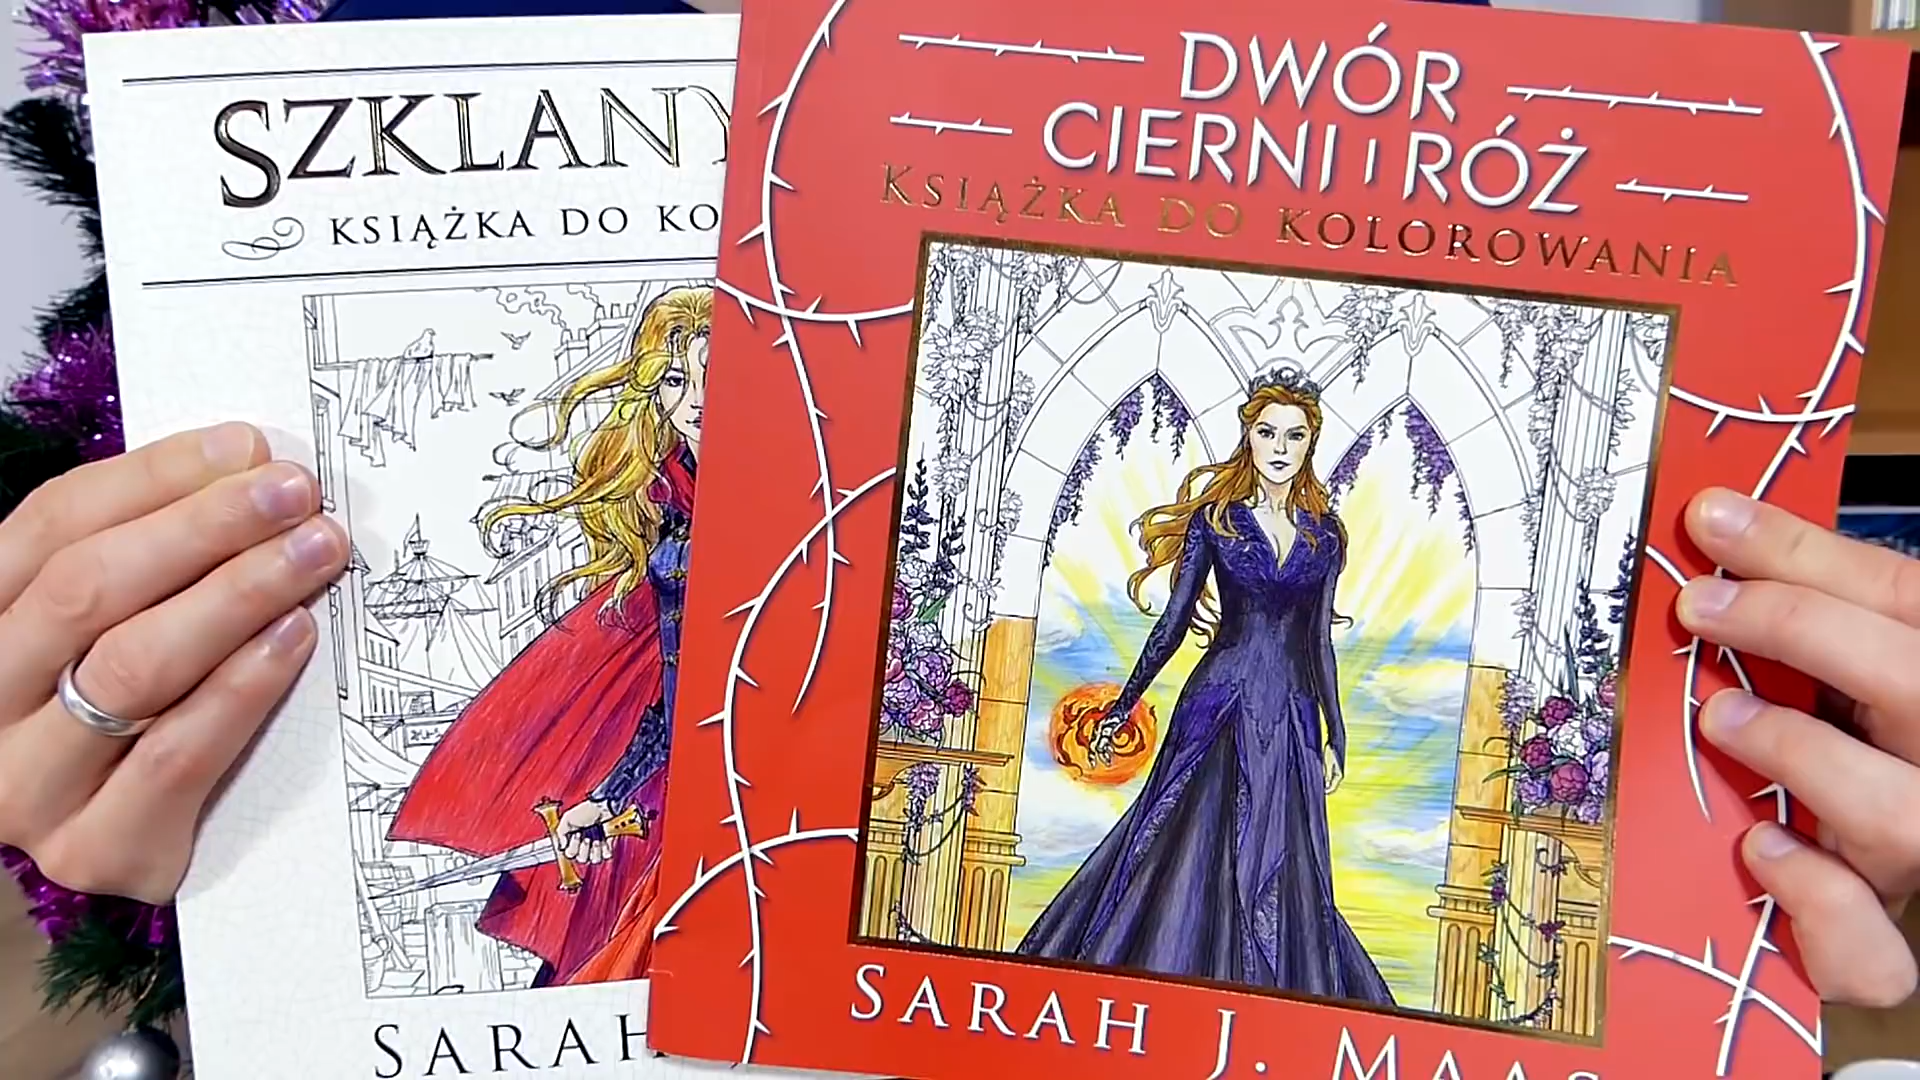 SZKLANY
KSIĄŻKA DO KO
SARAH
DWÓR
CIERNI I RÓŻ
KSIĄŻKA DO KOLOROWANIA
SARAH J. MAAS